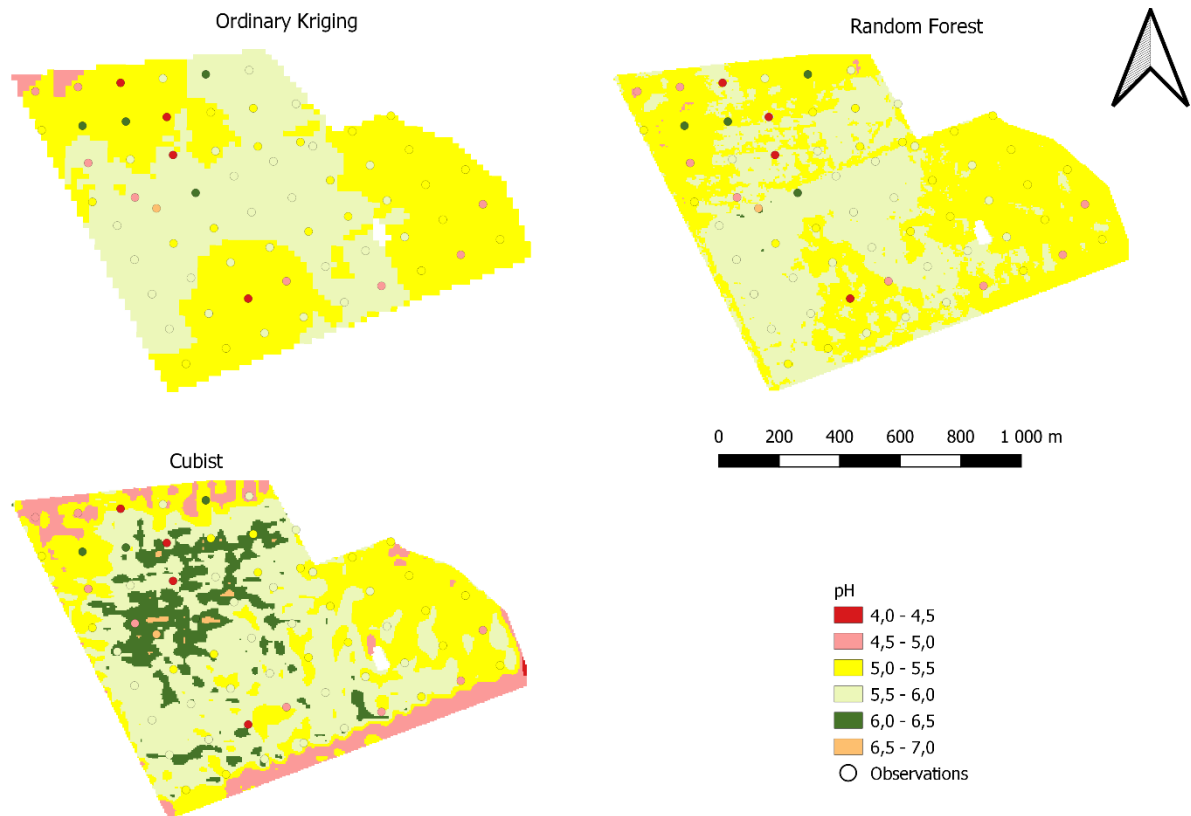 Ordinary Kriging
Random Forest
0 200 400 600 800 1 000 m
Cubist
pH
4,0 - 4,5
4,5 - 5,0
5,0 - 5,5
5,5 - 6,0
6,0 - 6,5
6,5 - 7,0
Observations